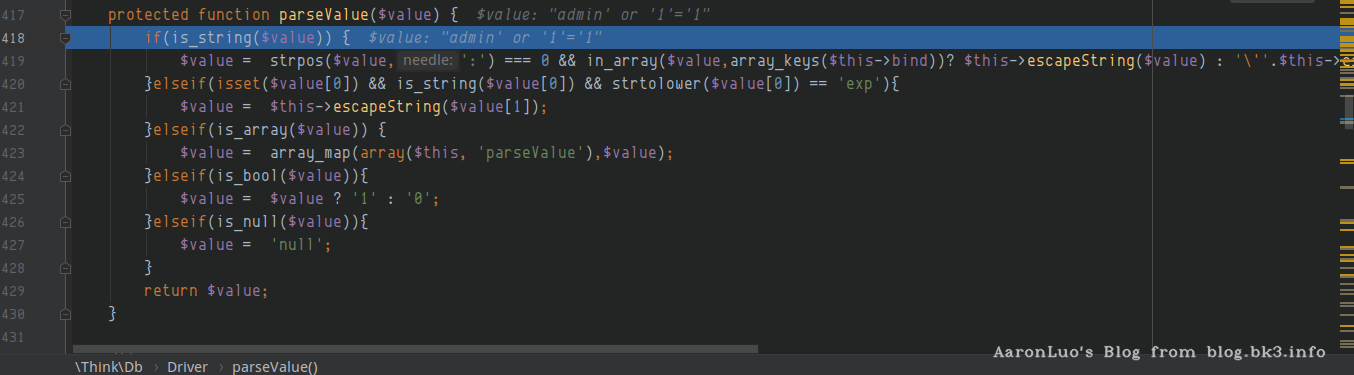 417 protected function parseValue($value) { $value: "admin' or '1'='1"
418 if(is_string($value)) { $value: "admin' or '1'='1"
419 $value = strpos($value, needle: ':') === 0 && in_array($value,array_keys($this->bind))? $this->escapeString($value) : '\''.$this->es
420 }elseif(isset($value[0]) && is_string($value[0]) && strtolower($value[0]) == 'exp'){
421 $value = $this->escapeString($value[1]);
422 }elseif(is_array($value)) {
423 $value = array_map(array($this, 'parseValue'),$value);
424 }elseif(is_bool($value)){
425 $value = $value ? '1' : '0';
426 }elseif(is_null($value)){
427 $value = 'null';
428 }
429 return $value;
430 }
431
AaronLuo's Blog from blog.bk3.info
\Think\Db › Driver › parseValue()